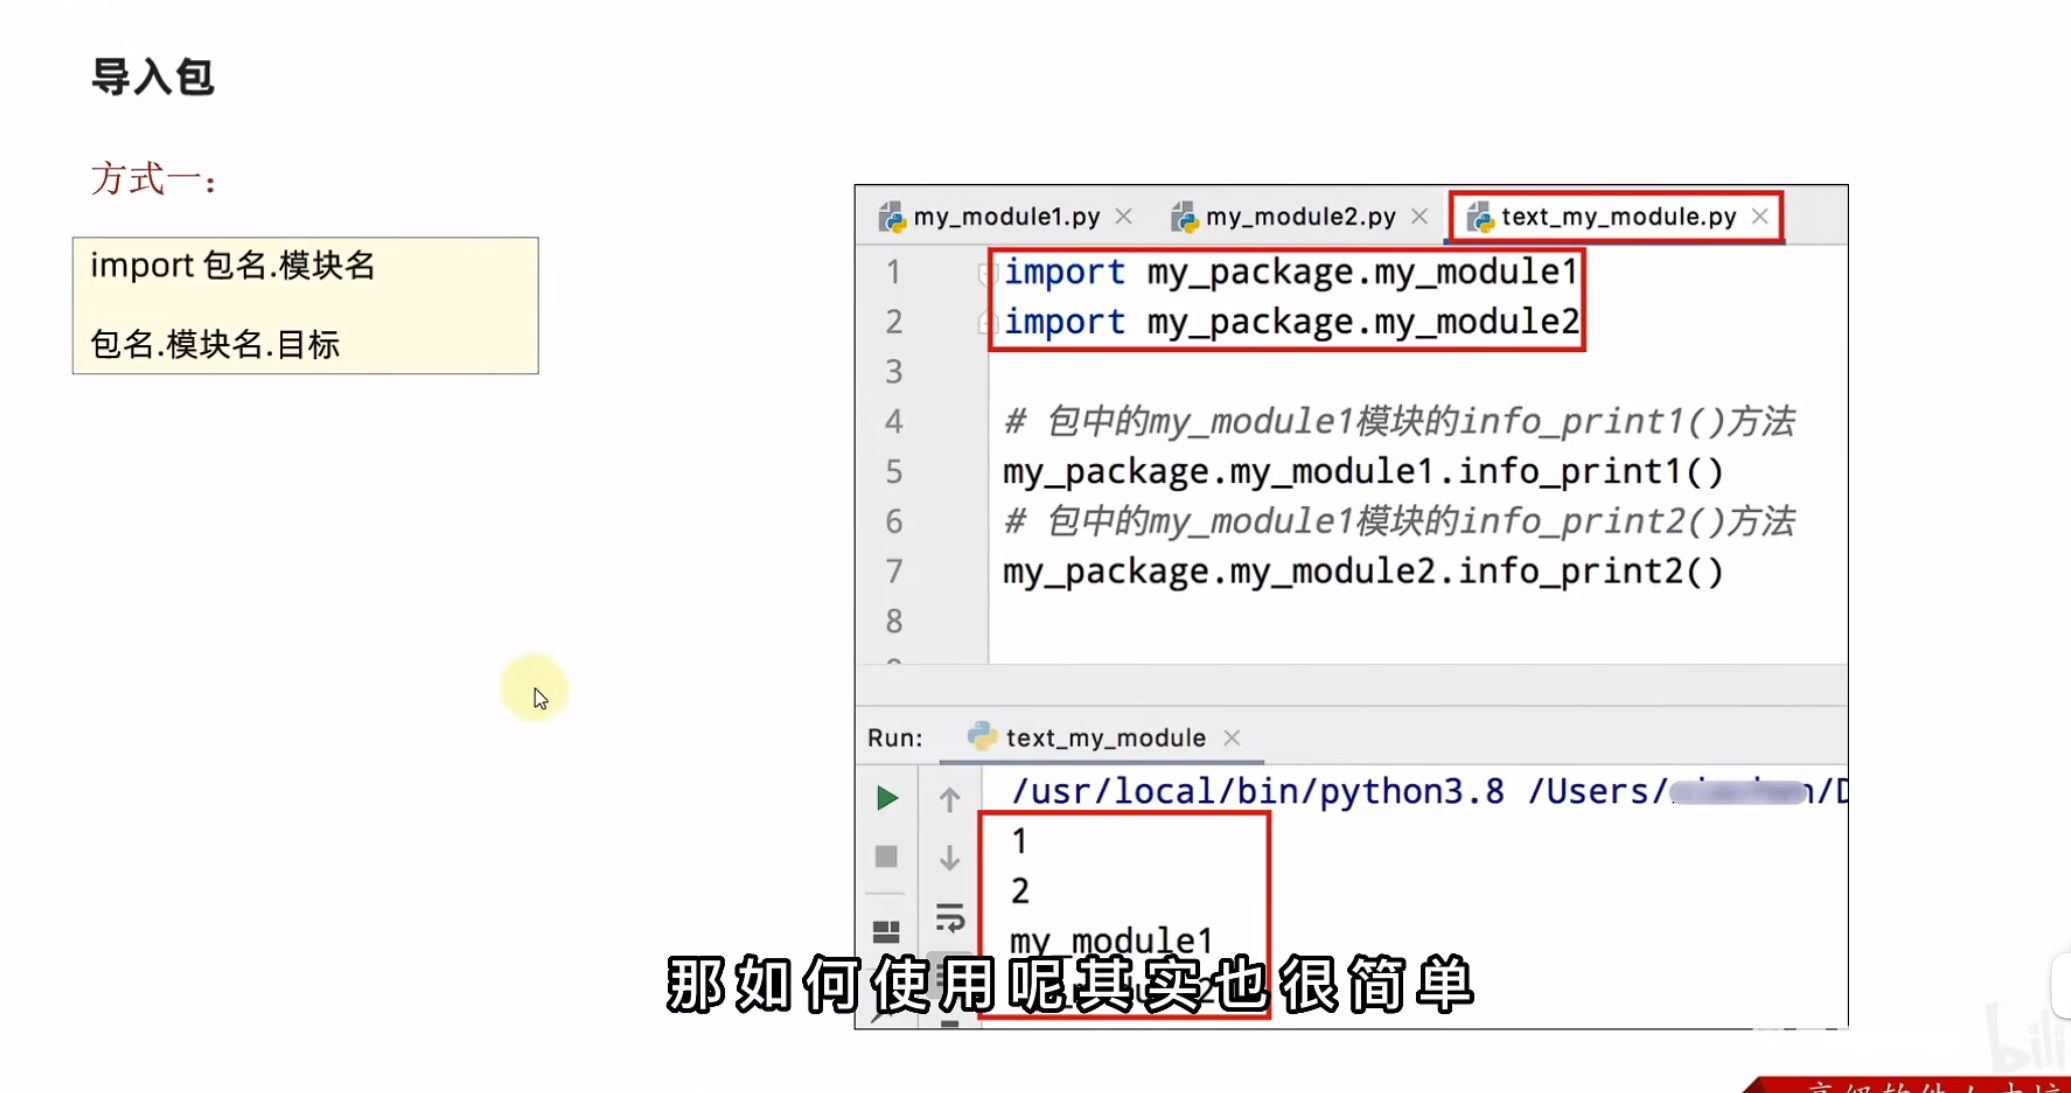 导入包
方式一：
import 包名.模块名
包名.模块名.目标
my_module1.py
my_module2.py
text_my_module.py
1 import my_package.my_module1
2 import my_package.my_module2
3
4 # 包中的my_module1模块的info_print1()方法
5 my_package.my_module1.info_print1()
6 # 包中的my_module1模块的info_print2()方法
7 my_package.my_module2.info_print2()
8
Run: text_my_module
/usr/local/bin/python3.8 /Users/
1
2
my_module1
那如何使用呢其实也很简单
bili